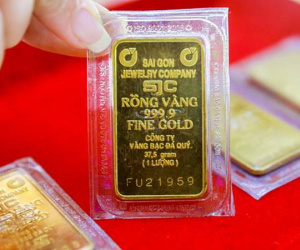 SAI GON
JEWELRY COMPANY
SJC
RỒNG VÀNG
999.9
FINE GOLD
CÔNG TY
VÀNG BẠC ĐÁ QUÝ.
37,5 gram
(1 LƯỢNG)
FU21959